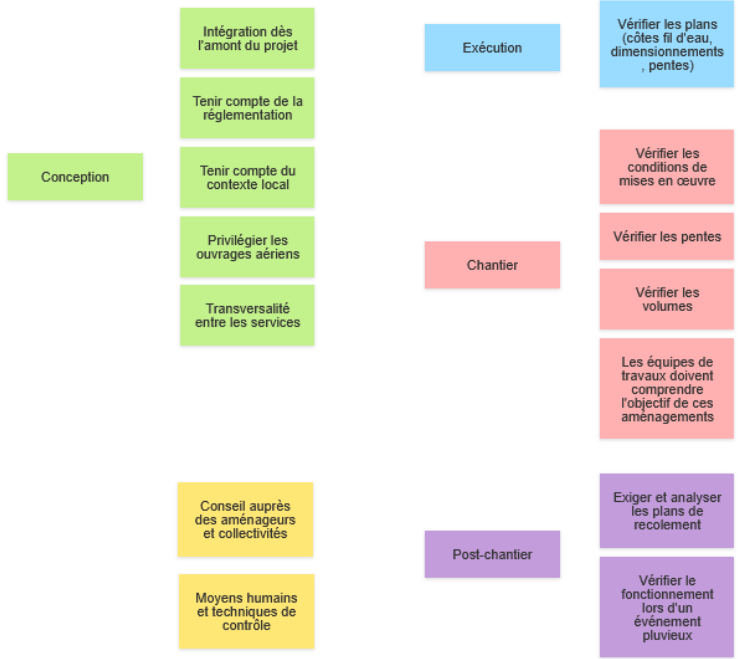 Conception
Intégration dès
l'amont du projet
Tenir compte de la
réglementation
Tenir compte du
contexte local
Privilégier les
ouvrages aériens
Transversalité
entre les services
Exécution
Vérifier les plans
(côtes fil d'eau,
dimensionnements
, pentes)
Chantier
Vérifier les
conditions de
mises en œuvre
Vérifier les pentes
Vérifier les
volumes
Les équipes de
travaux doivent
comprendre
l'objectif de ces
aménagements
Conseil auprès
des aménageurs
et collectivités
Moyens humains
et techniques de
contrôle
Post-chantier
Exiger et analyser
les plans de
recolement
Vérifier le
fonctionnement
lors d'un
événement
pluvieux